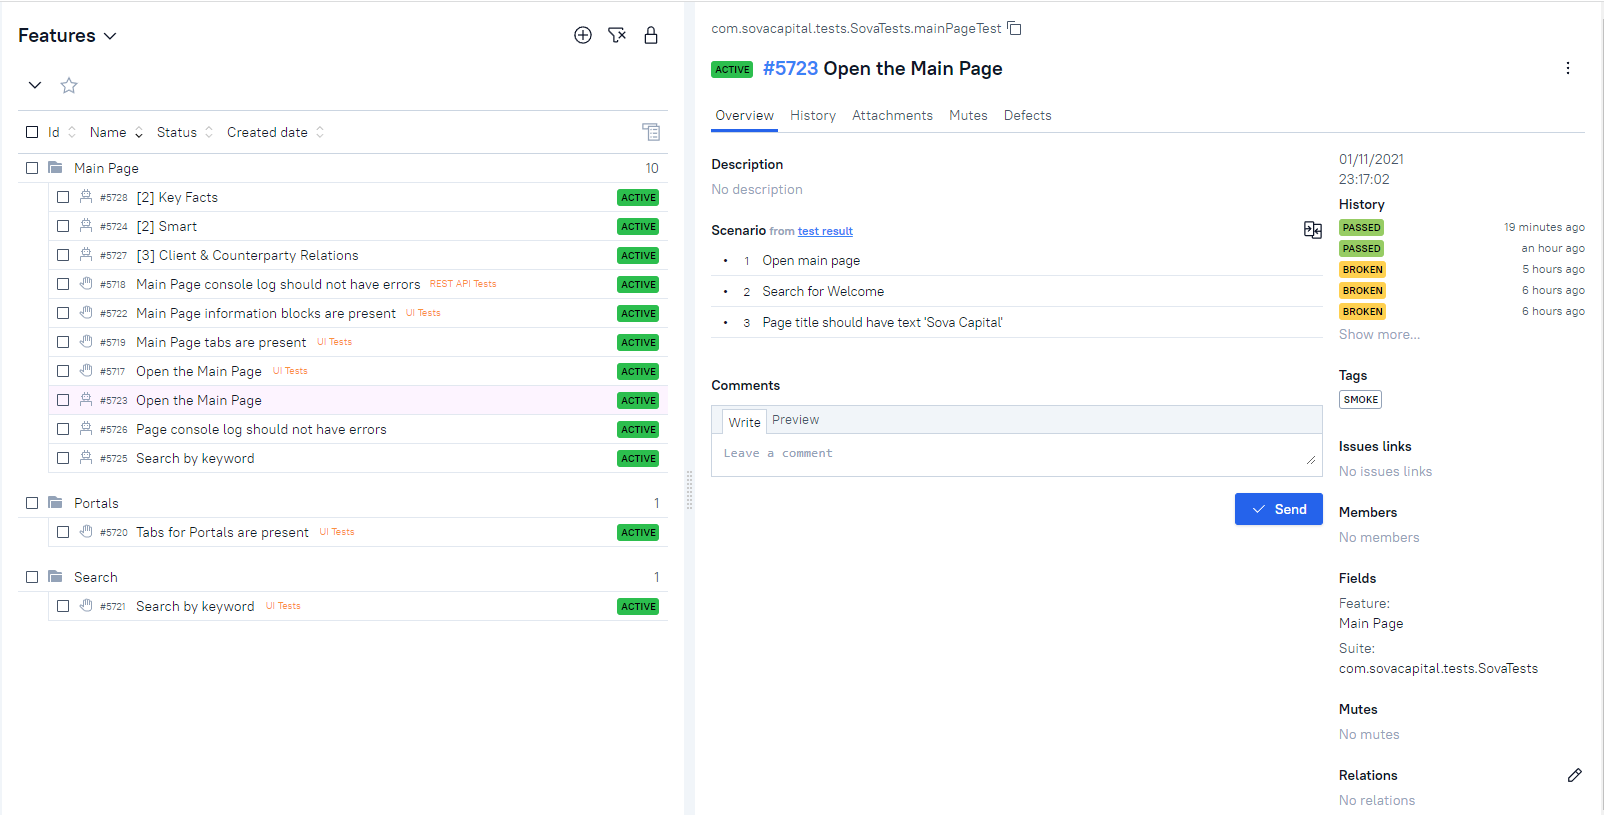 Features
Id Name Status Created date
Main Page 10
#5728 [2] Key Facts ACTIVE
#5724 [2] Smart ACTIVE
#5727 [3] Client & Counterparty Relations ACTIVE
#5718 Main Page console log should not have errors REST API Tests ACTIVE
#5722 Main Page information blocks are present UI Tests ACTIVE
#5719 Main Page tabs are present UI Tests ACTIVE
#5717 Open the Main Page UI Tests ACTIVE
#5723 Open the Main Page ACTIVE
#5726 Page console log should not have errors ACTIVE
#5725 Search by keyword ACTIVE
Portals 1
#5720 Tabs for Portals are present UI Tests ACTIVE
Search 1
#5721 Search by keyword UI Tests ACTIVE
com.sovacapital.tests.SovaTests.mainPageTest
ACTIVE #5723 Open the Main Page
Overview History Attachments Mutes Defects
Description
No description
Scenario from test result
• 1 Open main page
• 2 Search for Welcome
• 3 Page title should have text 'Sova Capital'
Comments
Write Preview
Leave a comment
Send
01/11/2021
23:17:02
History
PASSED 19 minutes ago
PASSED an hour ago
BROKEN 5 hours ago
BROKEN 6 hours ago
BROKEN 6 hours ago
Show more...
Tags
SMOKE
Issues links
No issues links
Members
No members
Fields
Feature:
Main Page
Suite:
com.sovacapital.tests.SovaTests
Mutes
No mutes
Relations
No relations